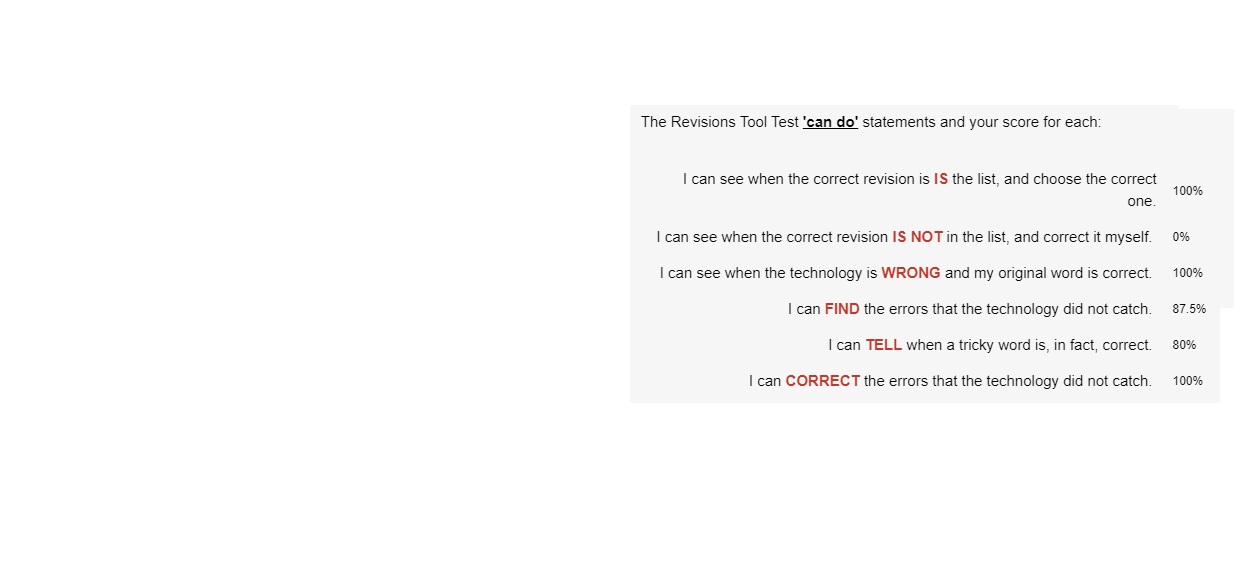 The Revisions Tool Test 'can do' statements and your score for each:
I can see when the correct revision is IS the list, and choose the correct
one. 100%
I can see when the correct revision IS NOT in the list, and correct it myself. 0%
I can see when the technology is WRONG and my original word is correct. 100%
I can FIND the errors that the technology did not catch. 87.5%
I can TELL when a tricky word is, in fact, correct. 80%
I can CORRECT the errors that the technology did not catch. 100%